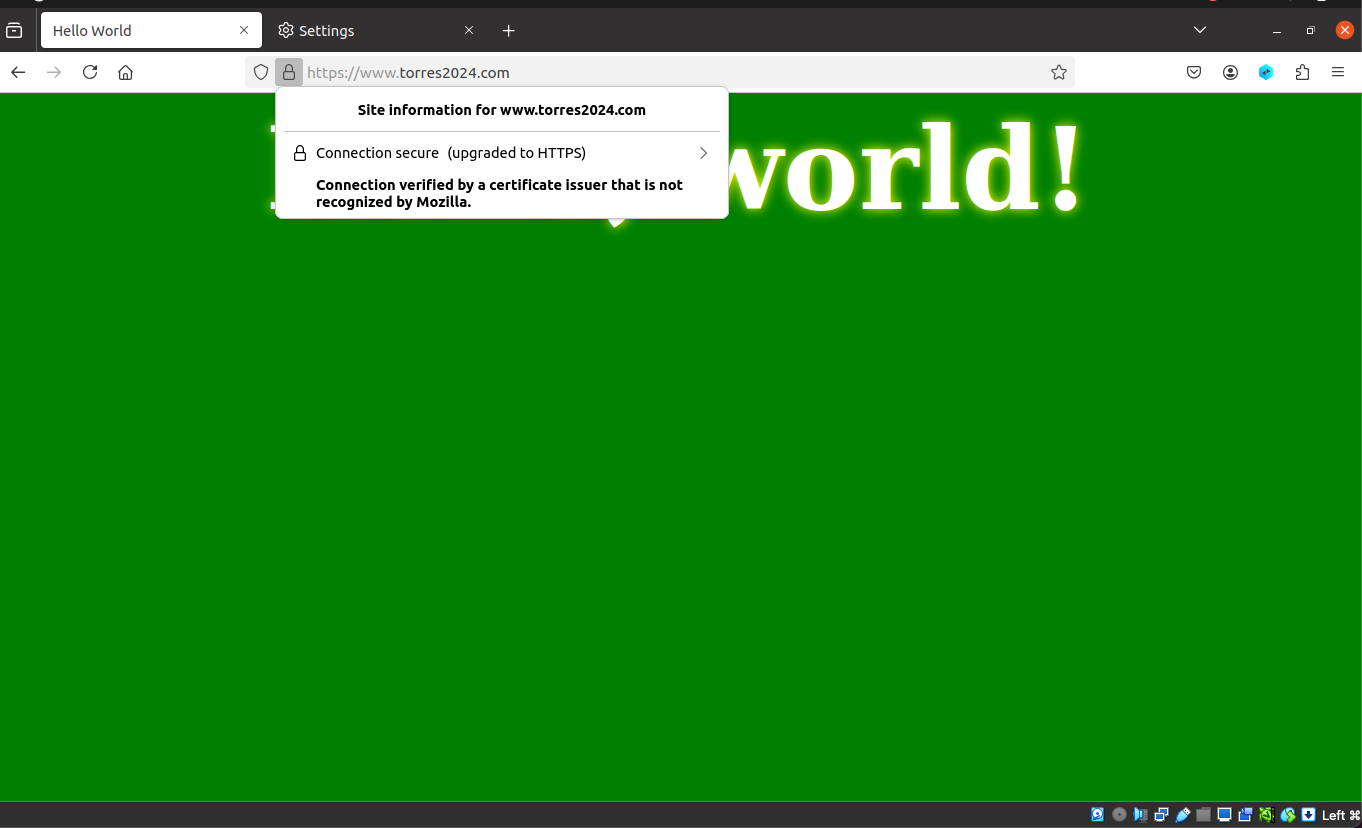 Hello World
Settings
https://www.torres2024.com
Site information for www.torres2024.com
Connection secure (upgraded to HTTPS)
Connection verified by a certificate issuer that is not
recognized by Mozilla.
world!
Left ⌘